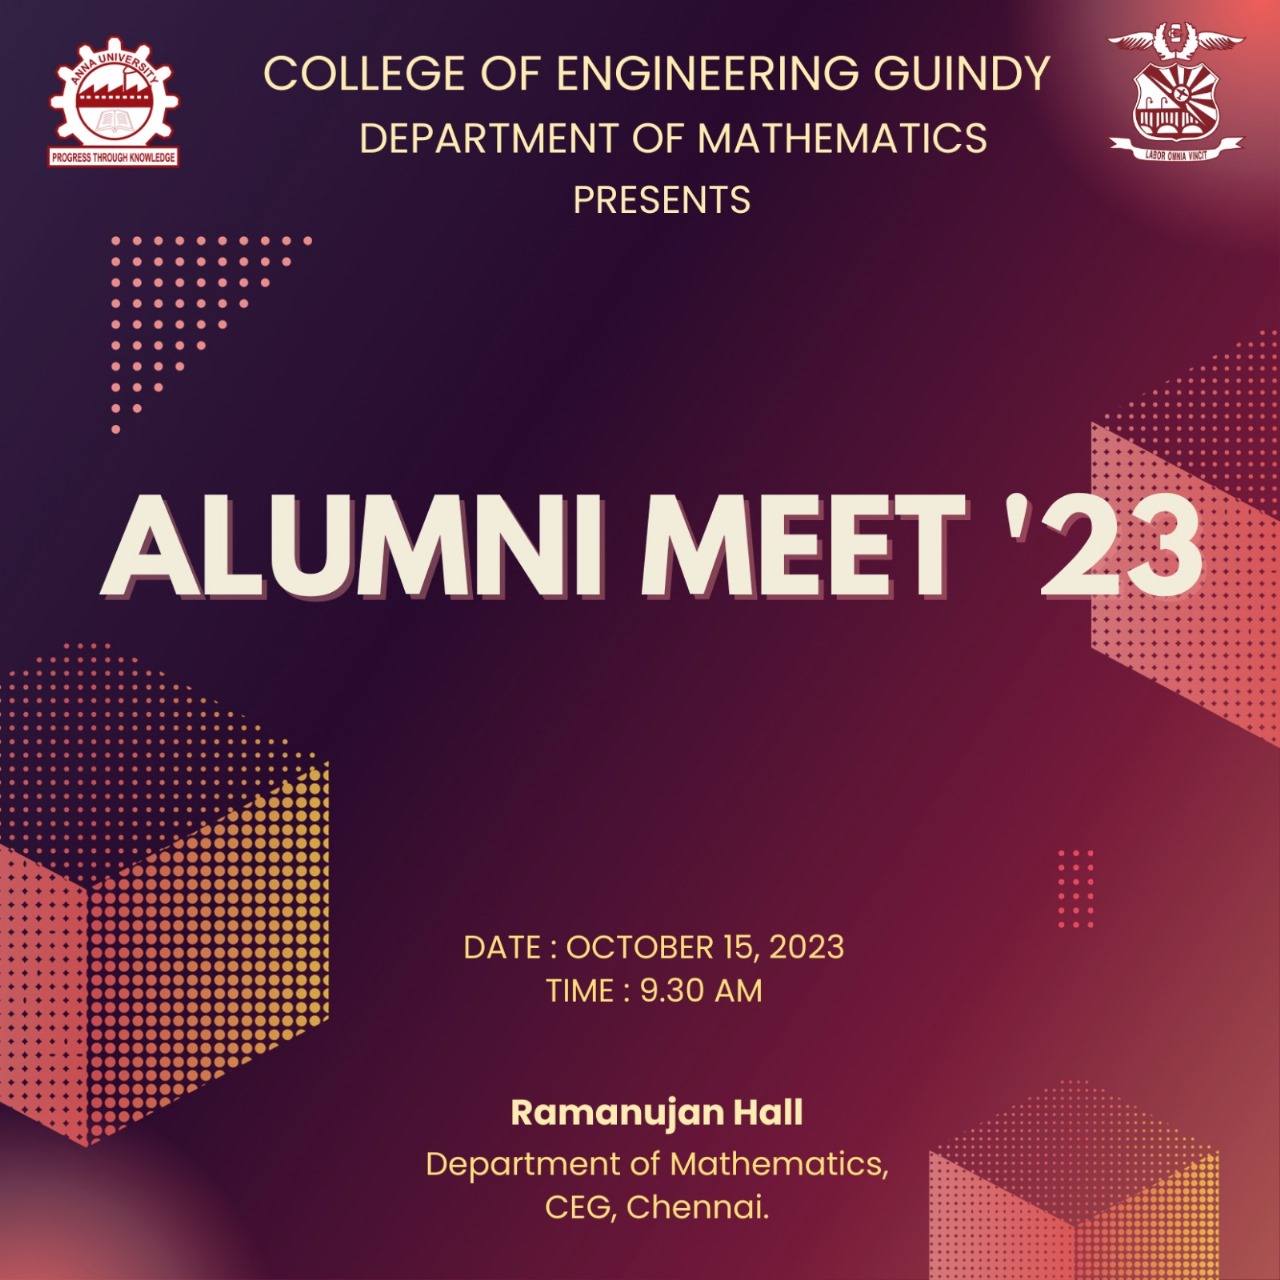 ANNA UNIVERSITY
PROGRESS THROUGH KNOWLEDGE
COLLEGE OF ENGINEERING GUINDY
DEPARTMENT OF MATHEMATICS
PRESENTS
LABOR OMNIA VINCIT
ALUMNI MEET '23
DATE : OCTOBER 15, 2023
TIME : 9.30 AM
Ramanujan Hall
Department of Mathematics,
CEG, Chennai.